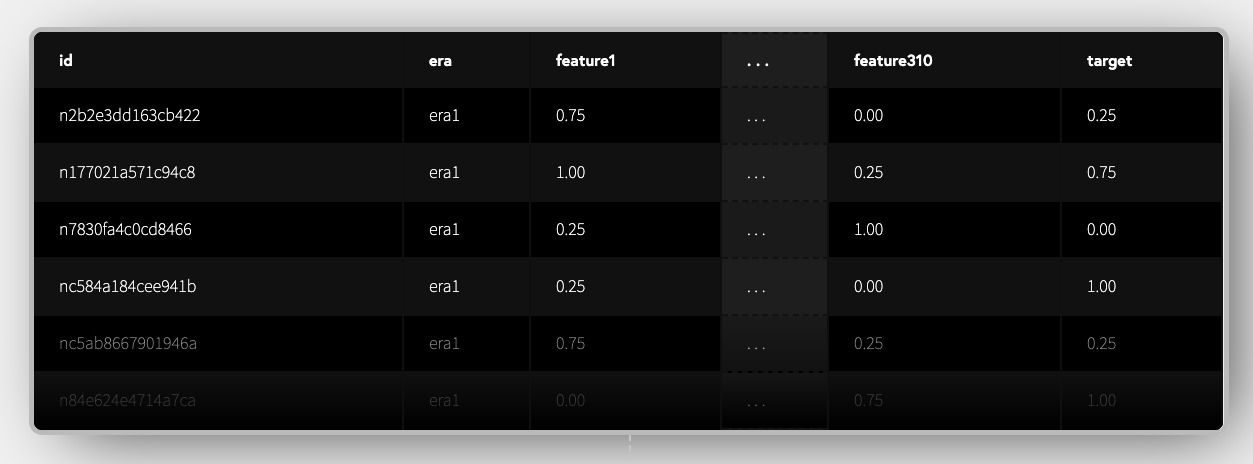 id era feature1 ... feature310 target
n2b2e3dd163cb422 era1 0.75 ... 0.00 0.25
n177021a571c94c8 era1 1.00 ... 0.25 0.75
n7830fa4c0cd8466 era1 0.25 ... 1.00 0.00
nc584a184cee941b era1 0.25 ... 0.00 1.00
nc5ab8667901946a era1 0.75 ... 0.25 0.25
n84e624e4714a7ca era1 0.00 ... 0.75 1.00